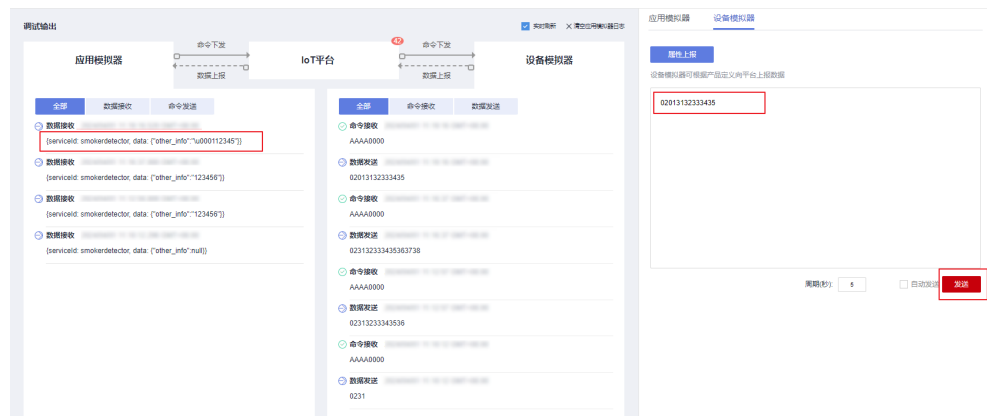 调试输出
实时刷新 清空应用模拟器日志
应用模拟器
命令下发
数据上报
IoT平台
42
命令下发
数据上报
设备模拟器
全部 数据接收 命令发送
数据接收
{serviceId: smokerdetector, data: {"other_info":"\u000112345"}}
数据接收
{serviceId: smokerdetector, data: {"other_info":"123456"}}
数据接收
{serviceId: smokerdetector, data: {"other_info":"123456"}}
数据接收
{serviceId: smokerdetector, data: {"other_info":null}}
全部 命令接收 数据发送
命令接收
AAAA0000
数据发送
02013132333435
命令接收
AAAA0000
数据发送
023132333435363738
命令接收
AAAA0000
数据发送
02313233343536
命令接收
AAAA0000
数据发送
0231
应用模拟器 设备模拟器
属性上报
设备模拟器可根据产品定义向平台上报数据
02013132333435
周期(秒): 5 自动发送 发送